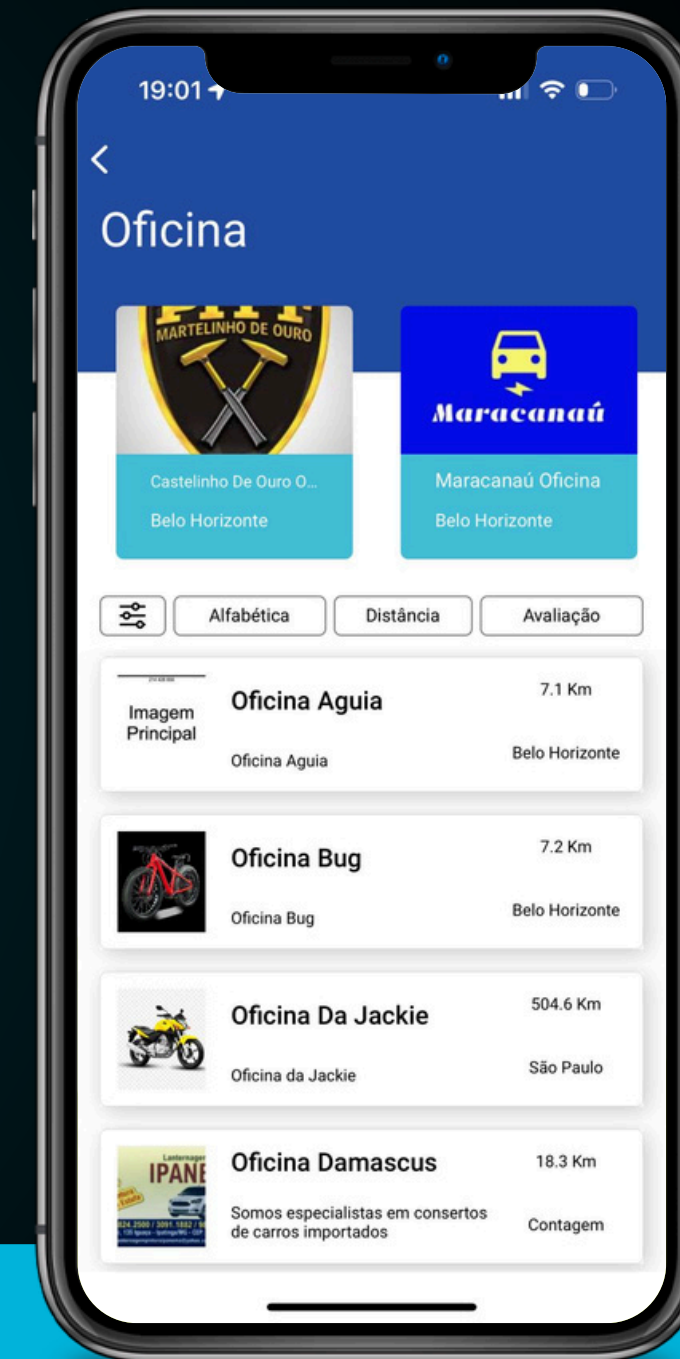 19:01
Oficina
MARTELINHO DE OURO
Maracanaú
Castelinho De Ouro O...
Belo Horizonte
Maracanaú Oficina
Belo Horizonte
Alfabética
Distância
Avaliação
Imagem
Principal
Oficina Aguia
Oficina Aguia
7.1 Km
Belo Horizonte
Oficina Bug
Oficina Bug
7.2 Km
Belo Horizonte
Oficina Da Jackie
Oficina da Jackie
504.6 Km
São Paulo
Lanternager
IPANE
Oficina Damascus
Somos especialistas em consertos
de carros importados
18.3 Km
Contagem